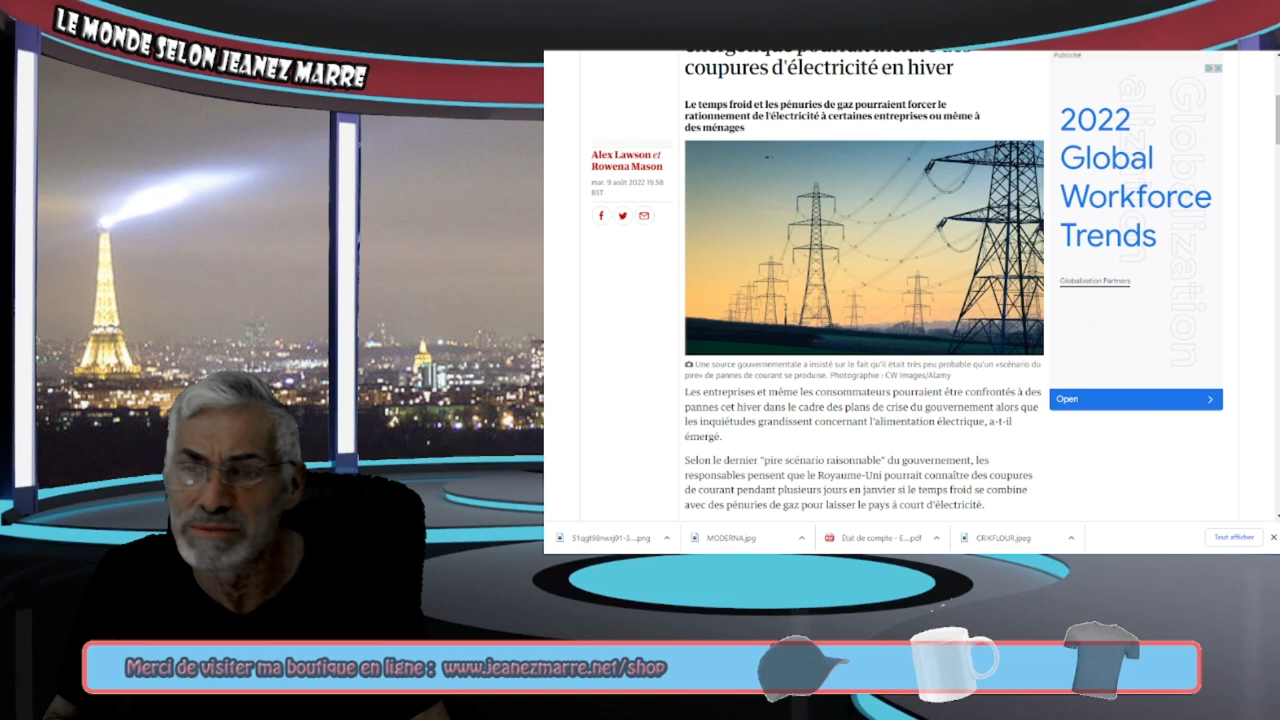 LE MONDE SELON JEANEZ MARRE
coupures d'électricité en hiver
Le temps froid et les pénuries de gaz pourraient forcer le
rationnement de l'électricité à certaines entreprises ou même à
des ménages
Alex Lawson et
Rowena Mason
mar. 9 août 2022 19.58
BST
Une source gouvernementale a insisté sur le fait qu'il était très peu probable qu'un «scénario du
pire» de pannes de courant se produise. Photographie : CW Images/Alamy
Les entreprises et même les consommateurs pourraient être confrontés à des
pannes cet hiver dans le cadre des plans de crise du gouvernement alors que
les inquiétudes grandissent concernant l'alimentation électrique, a-t-il
émergé.
Selon le dernier "pire scénario raisonnable" du gouvernement, les
responsables pensent que le Royaume-Uni pourrait connaître des coupures
de courant pendant plusieurs jours en janvier si le temps froid se combine
avec des pénuries de gaz pour laisser le pays à court d'électricité.
Publicité
2022
Global
Workforce
Trends
Globalization Partners
Globalization
Open
MODERNA.jpg
État de compte - E....pdf
CRIKFLOUR.jpeg
Tout afficher
Merci de visiter ma boutique en ligne : www.jeanezmarre.net/shop